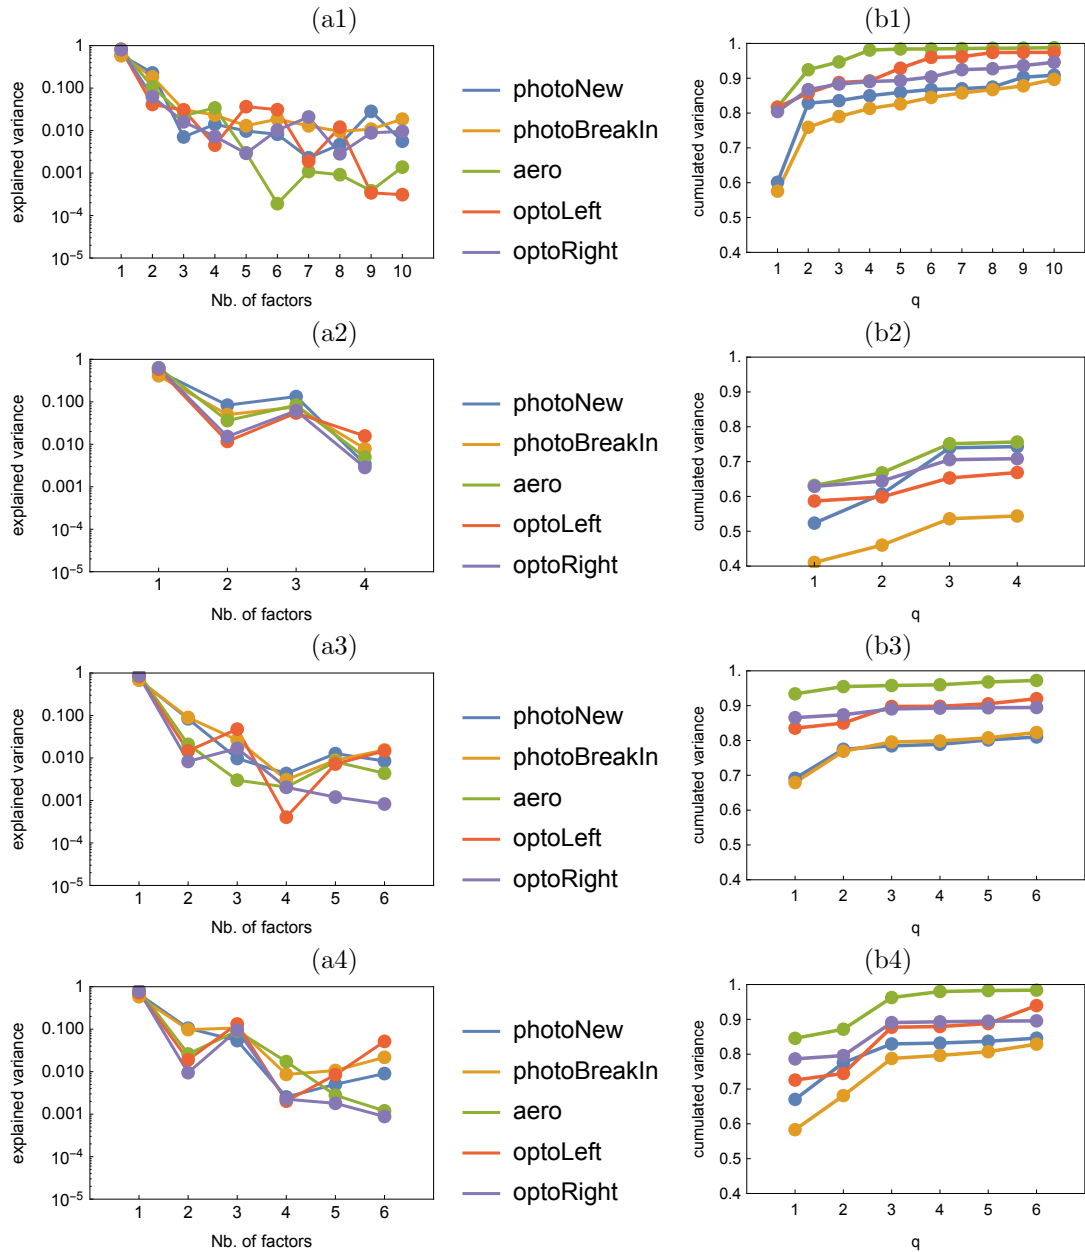 (a1)
explained variance
1
0.100
0.010
0.001
10⁻⁴
10⁻⁵
1 2 3 4 5 6 7 8 9 10
Nb. of factors
photoNew
photoBreakIn
aero
optoLeft
optoRight
(b1)
cumulated variance
1.
0.9
0.8
0.7
0.6
0.5
0.4
1 2 3 4 5 6 7 8 9 10
q
(a2)
explained variance
1
0.100
0.010
0.001
10⁻⁴
10⁻⁵
1 2 3 4
Nb. of factors
photoNew
photoBreakIn
aero
optoLeft
optoRight
(b2)
cumulated variance
1.
0.9
0.8
0.7
0.6
0.5
0.4
1 2 3 4
q
(a3)
explained variance
1
0.100
0.010
0.001
10⁻⁴
10⁻⁵
1 2 3 4 5 6
Nb. of factors
photoNew
photoBreakIn
aero
optoLeft
optoRight
(b3)
cumulated variance
1.
0.9
0.8
0.7
0.6
0.5
0.4
1 2 3 4 5 6
q
(a4)
explained variance
1
0.100
0.010
0.001
10⁻⁴
10⁻⁵
1 2 3 4 5 6
Nb. of factors
photoNew
photoBreakIn
aero
optoLeft
optoRight
(b4)
cumulated variance
1.
0.9
0.8
0.7
0.6
0.5
0.4
1 2 3 4 5 6
q